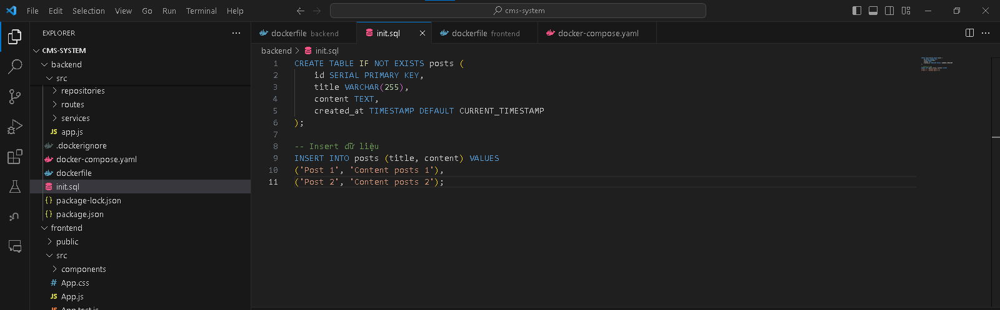 File Edit Selection View Go Run Terminal Help
cms-system
EXPLORER
CMS-SYSTEM
backend
src
repositories
routes
services
JS app.js
.dockerignore
docker-compose.yaml
dockerfile
init.sql
{} package-lock.json
{} package.json
frontend
public
src
components
# App.css
JS App.js
JS App.test.js
dockerfile backend
init.sql
dockerfile frontend
docker-compose.yaml
backend > init.sql
1 CREATE TABLE IF NOT EXISTS posts (
2 id SERIAL PRIMARY KEY,
3 title VARCHAR(255),
4 content TEXT,
5 created_at TIMESTAMP DEFAULT CURRENT_TIMESTAMP
6 );
7
8 -- Insert dữ liệu
9 INSERT INTO posts (title, content) VALUES
10 ('Post 1', 'Content posts 1'),
11 ('Post 2', 'Content posts 2');